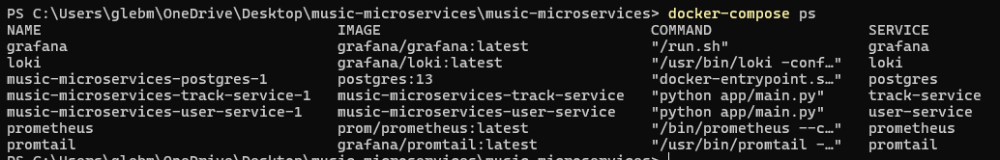 PS C:\Users\glebm\OneDrive\Desktop\music-microservices\music-microservices> docker-compose ps
NAME IMAGE COMMAND SERVICE
grafana grafana/grafana:latest "/run.sh" grafana
loki grafana/loki:latest "/usr/bin/loki -conf…" loki
music-microservices-postgres-1 postgres:13 "docker-entrypoint.s…" postgres
music-microservices-track-service-1 music-microservices-track-service "python app/main.py" track-service
music-microservices-user-service-1 music-microservices-user-service "python app/main.py" user-service
prometheus prom/prometheus:latest "/bin/prometheus --c…" prometheus
promtail grafana/promtail:latest "/usr/bin/promtail -…" promtail
PS C:\Users\glebm\OneDrive\Desktop\music-microservices\music-microservices>